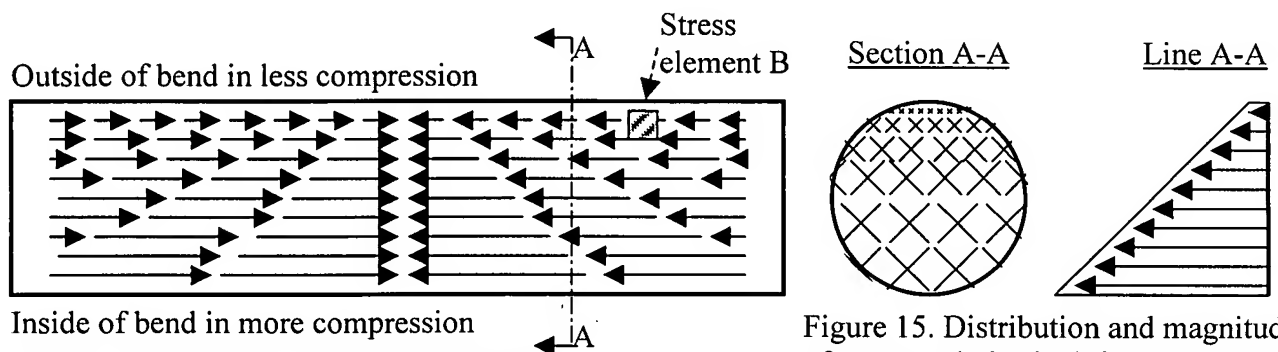 Stress
element B
A
Section A-A
Line A-A
Outside of bend in less compression
Inside of bend in more compression
A
Figure 15. Distribution and magnitud